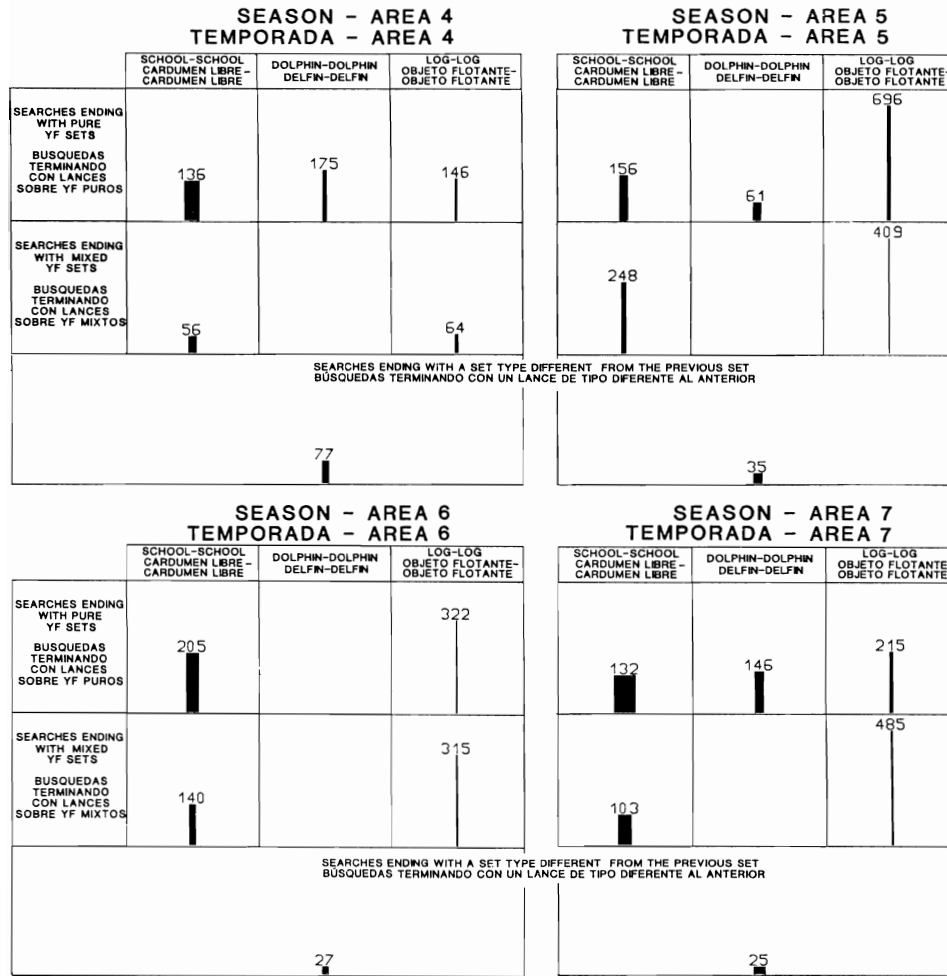 SEASON - AREA 4
TEMPORADA - AREA 4
SCHOOL-SCHOOL
CARDUMEN LIBRE-
CARDUMEN LIBRE
DOLPHIN-DOLPHIN
DELFIN-DELFIN
LOG-LOG
OBJETO FLOTANTE-
OBJETO FLOTANTE
SEARCHES ENDING
WITH PURE
YF SETS
BUSQUEDAS
TERMINANDO
CON LANCES
SOBRE YF PUROS
136
175
146
SEARCHES ENDING
WITH MIXED
YF SETS
BUSQUEDAS
TERMINANDO
CON LANCES
SOBRE YF MIXTOS
56
64
SEASON - AREA 5
TEMPORADA - AREA 5
SCHOOL-SCHOOL
CARDUMEN LIBRE-
CARDUMEN LIBRE
DOLPHIN-DOLPHIN
DELFIN-DELFIN
LOG-LOG
OBJETO FLOTANTE-
OBJETO FLOTANTE
156
61
696
248
409
SEARCHES ENDING WITH A SET TYPE DIFFERENT FROM THE PREVIOUS SET
BÚSQUEDAS TERMINANDO CON UN LANCE DE TIPO DIFERENTE AL ANTERIOR
77
35
SEASON - AREA 6
TEMPORADA - AREA 6
SCHOOL-SCHOOL
CARDUMEN LIBRE-
CARDUMEN LIBRE
DOLPHIN-DOLPHIN
DELFIN-DELFIN
LOG-LOG
OBJETO FLOTANTE-
OBJETO FLOTANTE
SEARCHES ENDING
WITH PURE
YF SETS
BUSQUEDAS
TERMINANDO
CON LANCES
SOBRE YF PUROS
205
322
SEARCHES ENDING
WITH MIXED
YF SETS
BUSQUEDAS
TERMINANDO
CON LANCES
SOBRE YF MIXTOS
140
315
SEASON - AREA 7
TEMPORADA - AREA 7
SCHOOL-SCHOOL
CARDUMEN LIBRE-
CARDUMEN LIBRE
DOLPHIN-DOLPHIN
DELFIN-DELFIN
LOG-LOG
OBJETO FLOTANTE-
OBJETO FLOTANTE
132
146
215
103
485
SEARCHES ENDING WITH A SET TYPE DIFFERENT FROM THE PREVIOUS SET
BÚSQUEDAS TERMINANDO CON UN LANCE DE TIPO DIFERENTE AL ANTERIOR
27
25